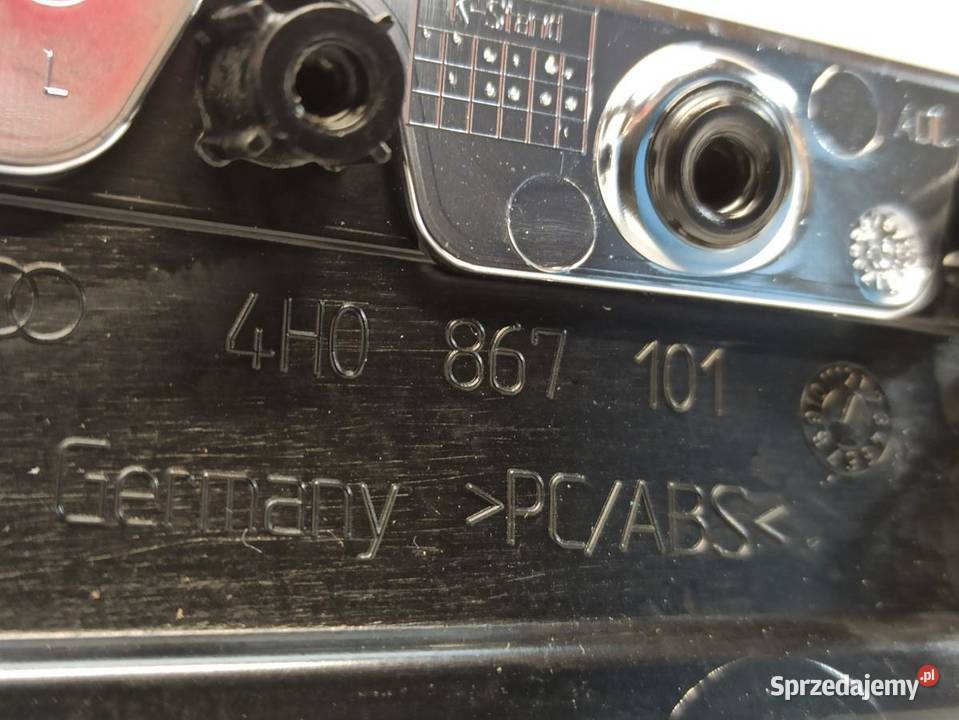 K-Stand
4H0 867 101
Germany >PC/ABS<
Sprzedajemy.pl